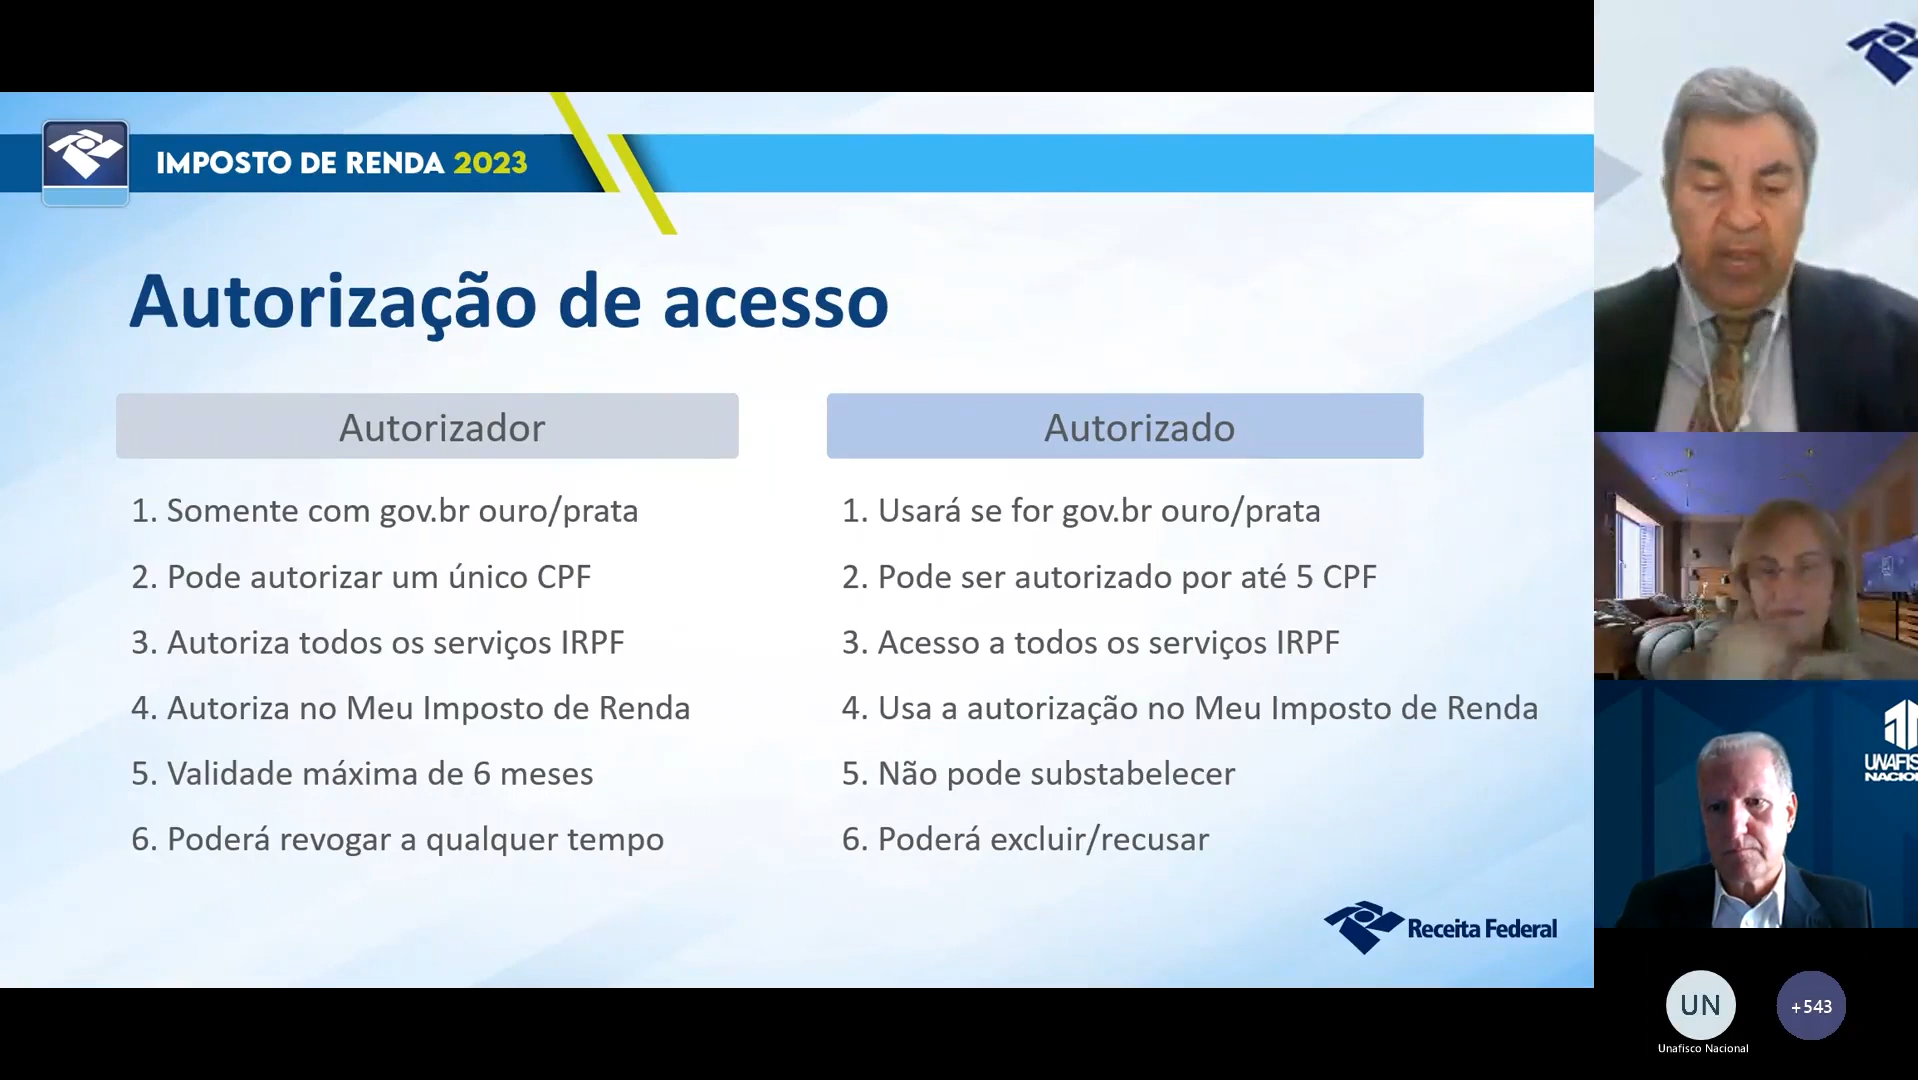 IMPOSTO DE RENDA 2023
Autorização de acesso
Autorizador
1. Somente com gov.br ouro/prata
2. Pode autorizar um único CPF
3. Autoriza todos os serviços IRPF
4. Autoriza no Meu Imposto de Renda
5. Validade máxima de 6 meses
6. Poderá revogar a qualquer tempo
Autorizado
1. Usará se for gov.br ouro/prata
2. Pode ser autorizado por até 5 CPF
3. Acesso a todos os serviços IRPF
4. Usa a autorização no Meu Imposto de Renda
5. Não pode substabelecer
6. Poderá excluir/recusar
Receita Federal
UNAFIS
NACIO
UN
+543
Unafisco Nacional